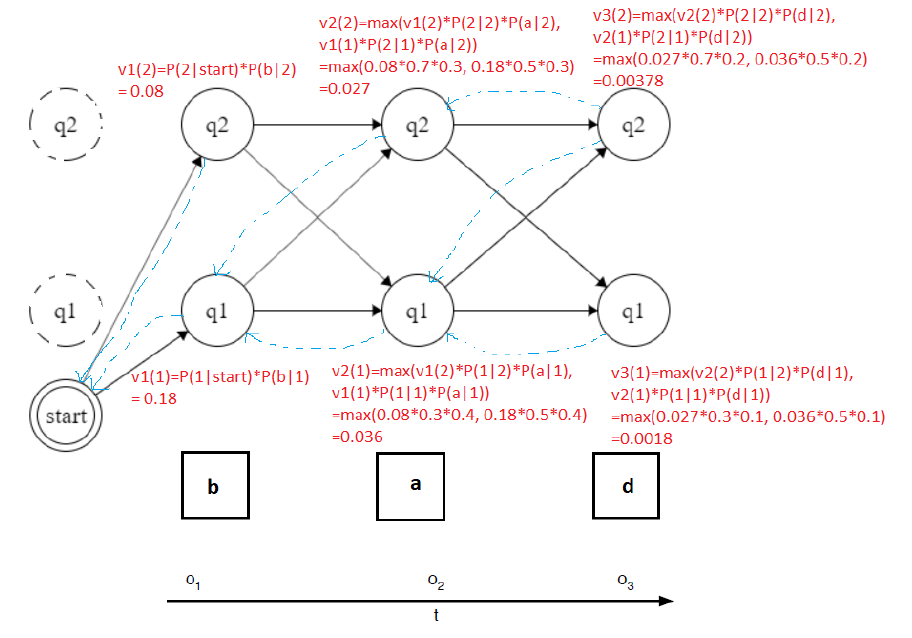 v2(2)=max(v1(2)*P(2|2)*P(a|2),
v1(1)*P(2|1)*P(a|2))
=max(0.08*0.7*0.3, 0.18*0.5*0.3)
=0.027
v3(2)=max(v2(2)*P(2|2)*P(d|2),
v2(1)*P(2|1)*P(d|2))
=max(0.027*0.7*0.2, 0.036*0.5*0.2)
=0.00378
v1(2)=P(2|start)*P(b|2)
=0.08
q2
q2
q2
q2
q1
q1
q1
q1
start
v1(1)=P(1|start)*P(b|1)
= 0.18
v2(1)=max(v1(2)*P(1|2)*P(a|1),
v1(1)*P(1|1)*P(a|1))
=max(0.08*0.3*0.4, 0.18*0.5*0.4)
=0.036
v3(1)=max(v2(2)*P(1|2)*P(d|1),
v2(1)*P(1|1)*P(d|1))
=max(0.027*0.3*0.1, 0.036*0.5*0.1)
=0.0018
b
a
d
o1
o2
o3
t